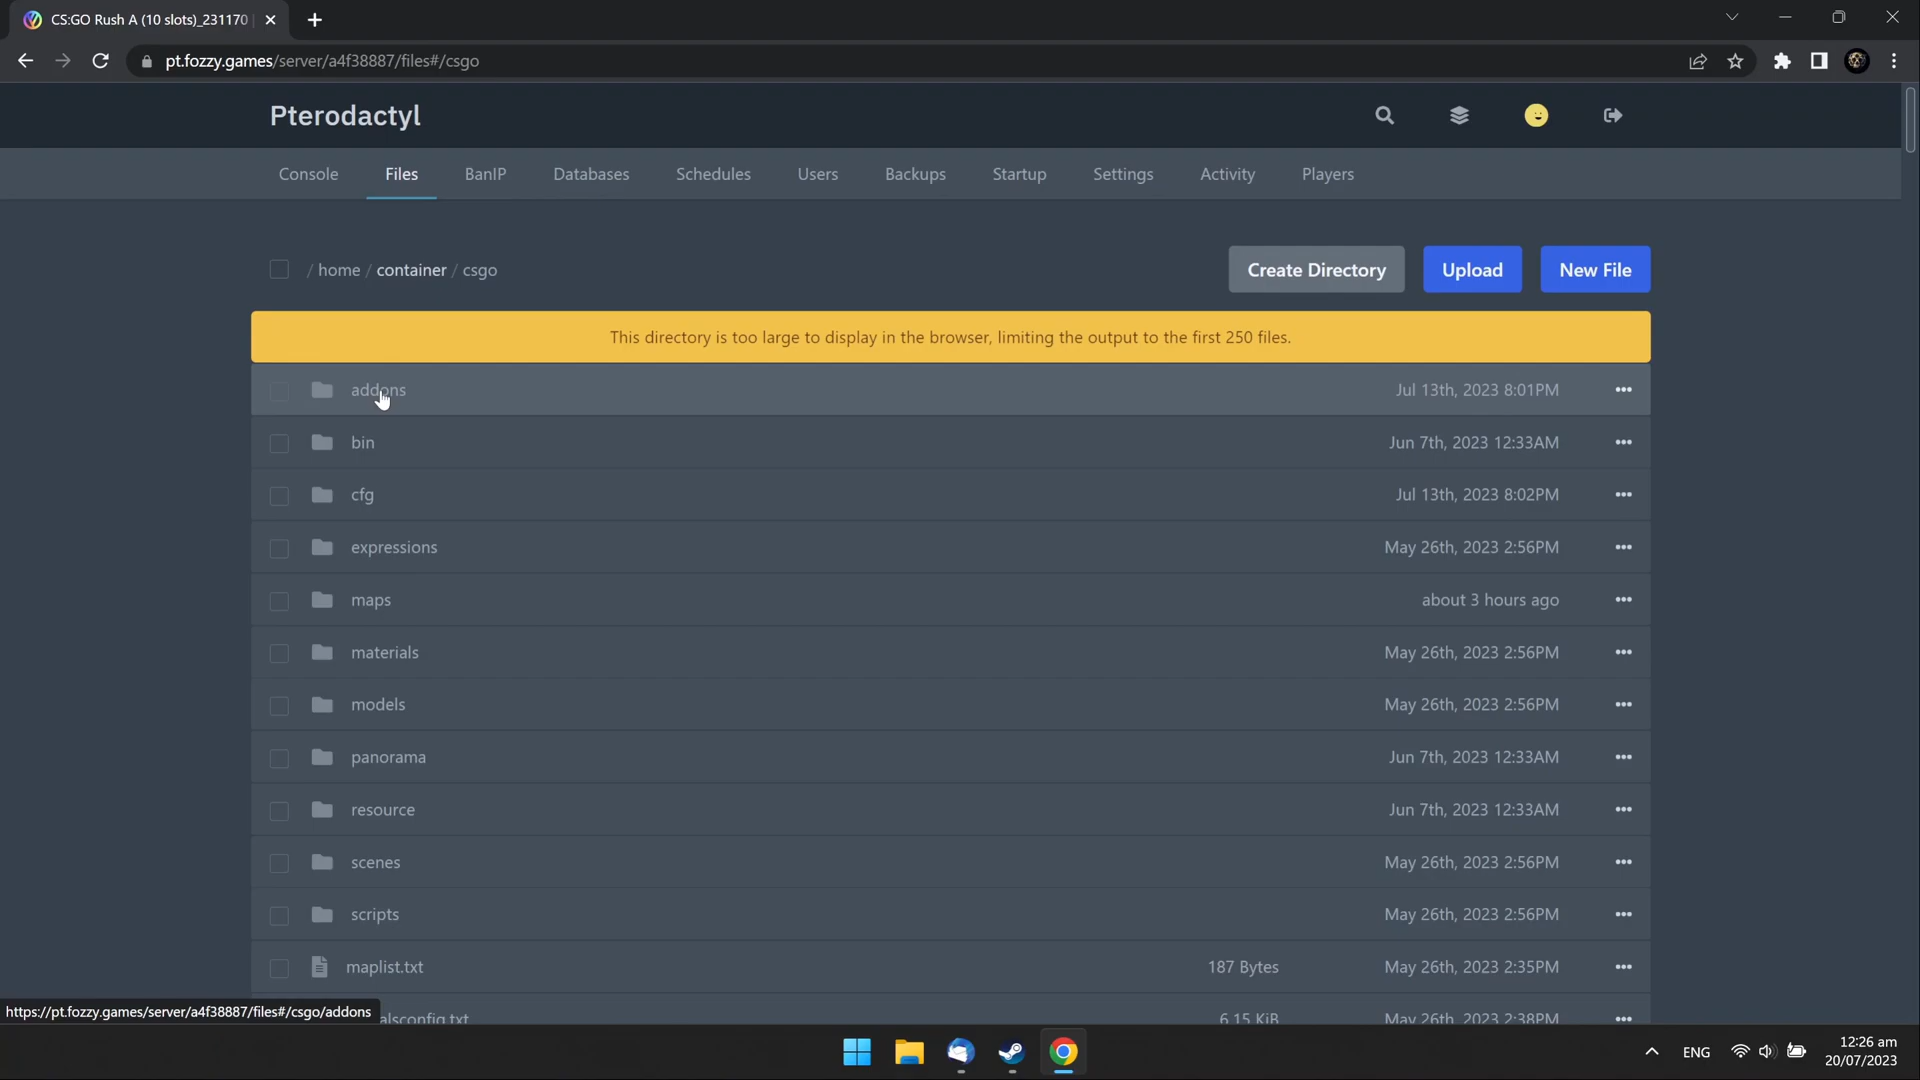 CS:GO Rush A (10 slots)_231170
pt.fozzy.games/server/a4f38887/files#/csgo
Pterodactyl
Console Files BanIP Databases Schedules Users Backups Startup Settings Activity Players
/ home / container / csgo
Create Directory Upload New File
This directory is too large to display in the browser, limiting the output to the first 250 files.
addons Jul 13th, 2023 8:01PM
bin Jun 7th, 2023 12:33AM
cfg Jul 13th, 2023 8:02PM
expressions May 26th, 2023 2:56PM
maps about 3 hours ago
materials May 26th, 2023 2:56PM
models May 26th, 2023 2:56PM
panorama Jun 7th, 2023 12:33AM
resource Jun 7th, 2023 12:33AM
scenes May 26th, 2023 2:56PM
scripts May 26th, 2023 2:56PM
maplist.txt 187 Bytes May 26th, 2023 2:35PM
https://pt.fozzy.games/server/a4f38887/files#/csgo/addons
alsconfig.txt 6.15 KiB May 26th, 2023 2:38PM
ENG
12:26 am
20/07/2023